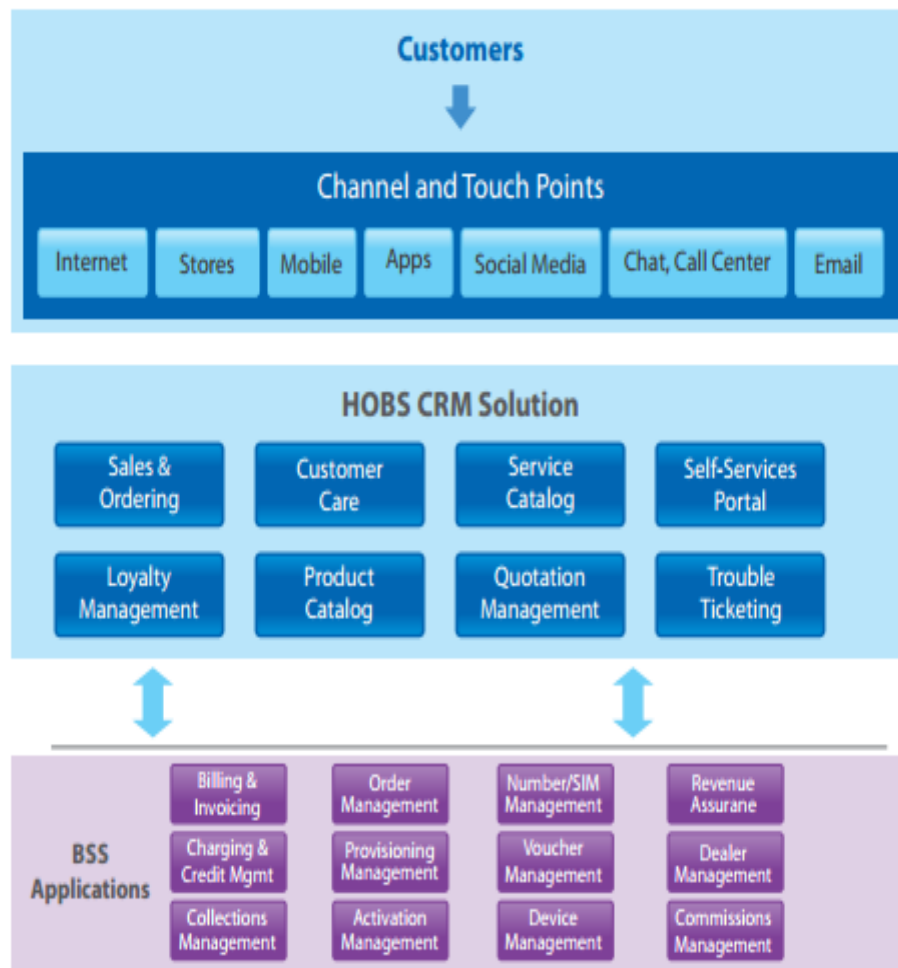 Customers
Channel and Touch Points
Internet
Stores
Mobile
Apps
Social Media
Chat, Call Center
Email
HOBS CRM Solution
Sales &
Ordering
Customer
Care
Service
Catalog
Self-Services
Portal
Loyalty
Management
Product
Catalog
Quotation
Management
Trouble
Ticketing
BSS
Applications
Billing &
Invoicing
Order
Management
Number/SIM
Management
Revenue
Assurane
Charging &
Credit Mgmt
Provisioning
Management
Voucher
Management
Dealer
Management
Collections
Management
Activation
Management
Device
Management
Commissions
Management